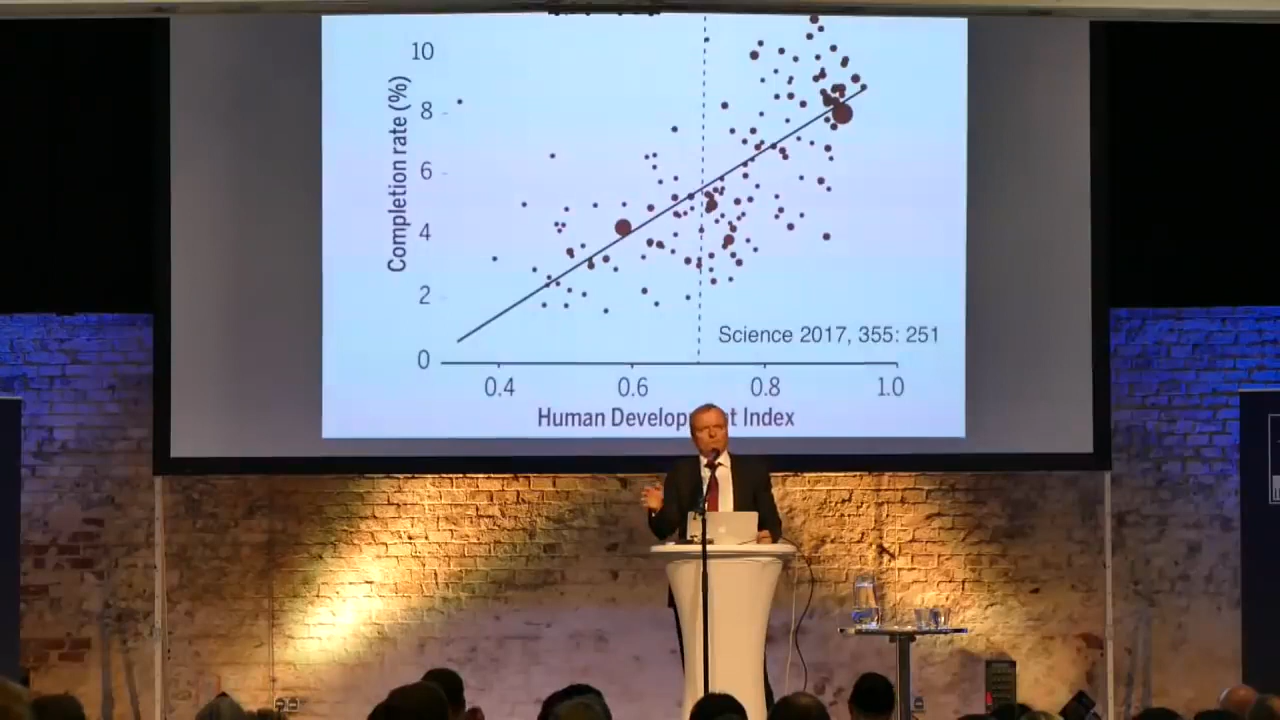 10
8
6
4
2
0
Completion rate (%)
Science 2017, 355: 251
0.4 0.6 0.8 1.0
Human Develop t Index